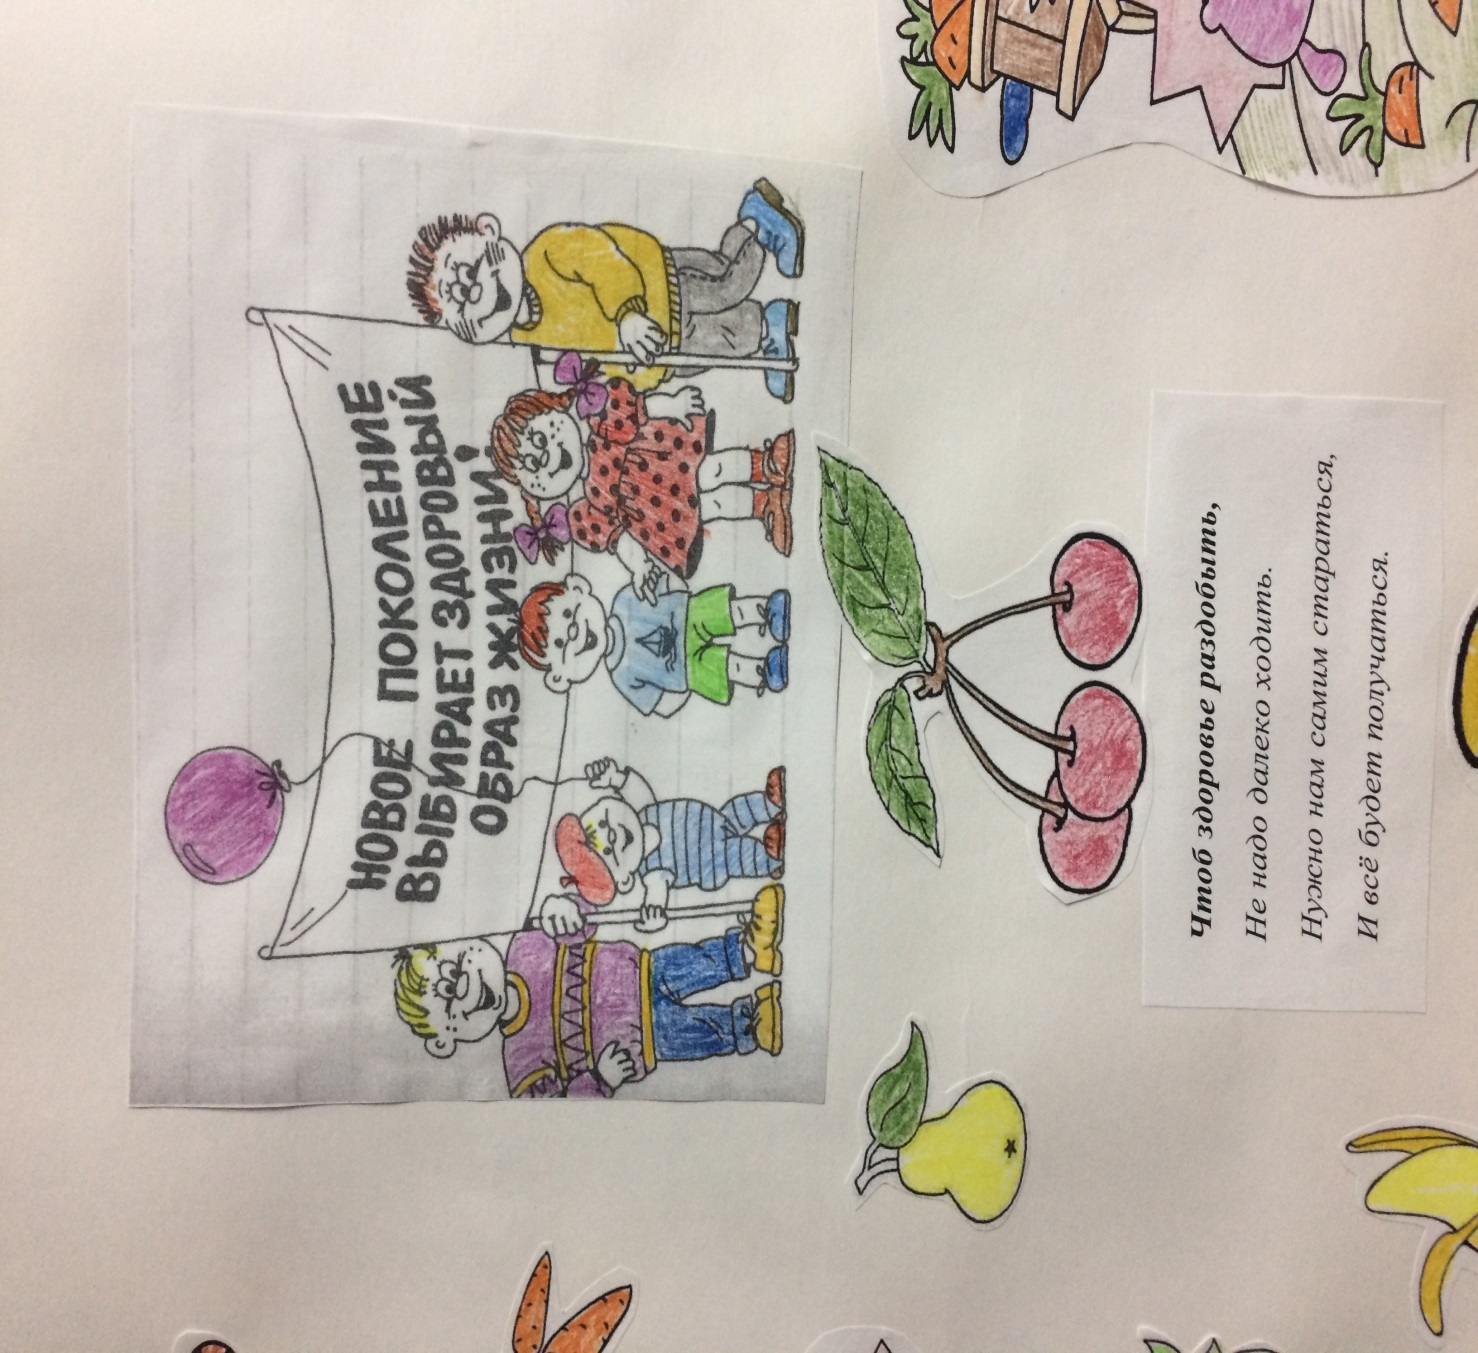 НОВОЕ ПОКОЛЕНИЕ
ВЫБИРАЕТ ЗДОРОВЫЙ
ОБРАЗ ЖИЗНИ!
Чтоб здоровье раздобыть,
Не надо далеко ходить.
Нужно нам самим стараться,
И всё будет получаться.